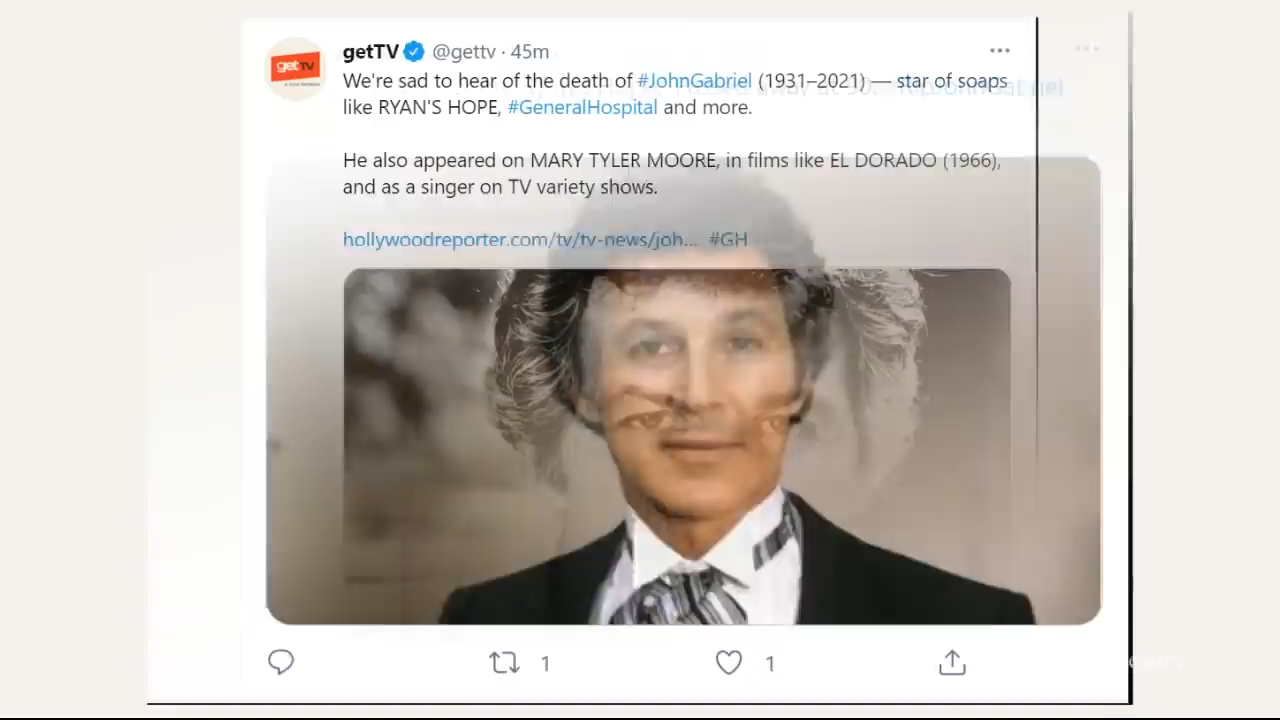 getTV @gettv · 45m
get TV
We're sad to hear of the death of #JohnGabriel (1931–2021) — star of soaps
like RYAN'S HOPE, #GeneralHospital and more.
He also appeared on MARY TYLER MOORE, in films like EL DORADO (1966),
and as a singer on TV variety shows.
hollywoodreporter.com/tv/tv-news/joh... #GH
1 1